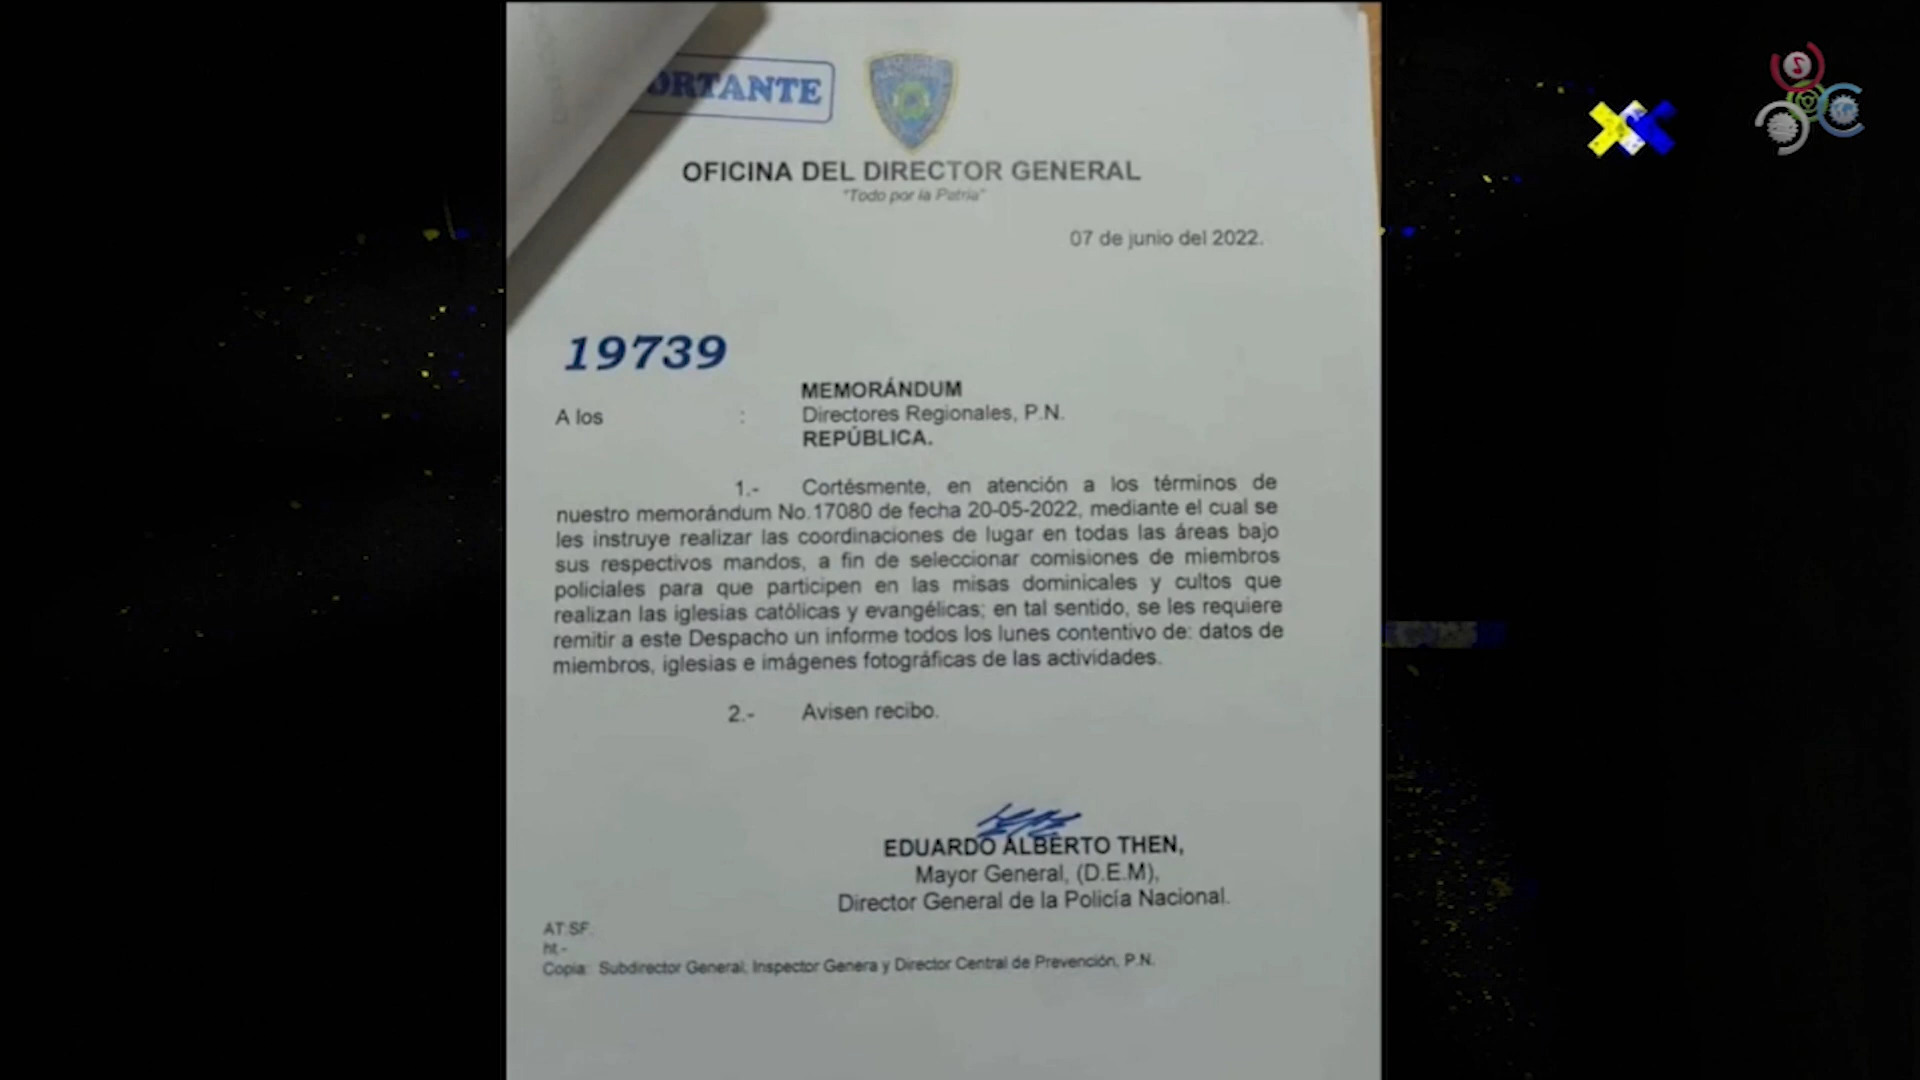 ORTANTE
OFICINA DEL DIRECTOR GENERAL
"Todo por la Patria"
07 de junio del 2022.
19739
MEMORÁNDUM
A los : Directores Regionales, P.N.
REPÚBLICA.
1.- Cortésmente, en atención a los términos de
nuestro memorándum No.17080 de fecha 20-05-2022, mediante el cual se
les instruye realizar las coordinaciones de lugar en todas las áreas bajo
sus respectivos mandos, a fin de seleccionar comisiones de miembros
policiales para que participen en las misas dominicales y cultos que
realizan las iglesias católicas y evangélicas; en tal sentido, se les requiere
remitir a este Despacho un informe todos los lunes contentivo de: datos de
miembros, iglesias e imágenes fotográficas de las actividades.
2.- Avisen recibo.
EDUARDO ALBERTO THEN,
Mayor General, (D.E.M),
Director General de la Policía Nacional.
AT:SF.
ht.-
Copia: Subdirector General, Inspector Genera y Director Central de Prevención, P.N.